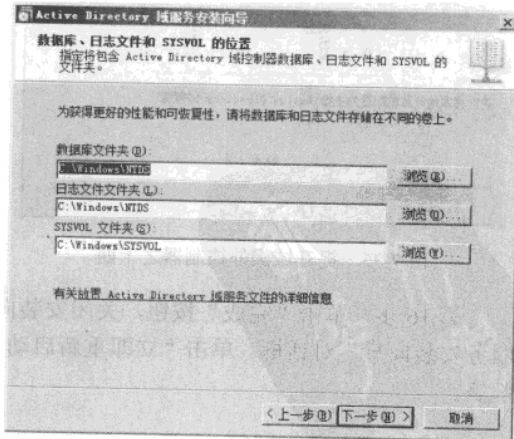 Active Directory 域服务安装向导
数据库、日志文件和 SYSVOL 的位置
指定将包含 Active Directory 域控制器数据库、日志文件和 SYSVOL 的
文件夹。
为获得更好的性能和可恢复性，请将数据库和日志文件存储在不同的卷上。
数据库文件夹(D):
C:\Windows\NTDS
浏览(R)...
日志文件文件夹(L):
C:\Windows\NTDS
浏览(O)...
SYSVOL 文件夹(S):
C:\Windows\SYSVOL
浏览(W)...
有关放置 Active Directory 域服务文件的详细信息
<上一步(B) 下一步(N)> 取消